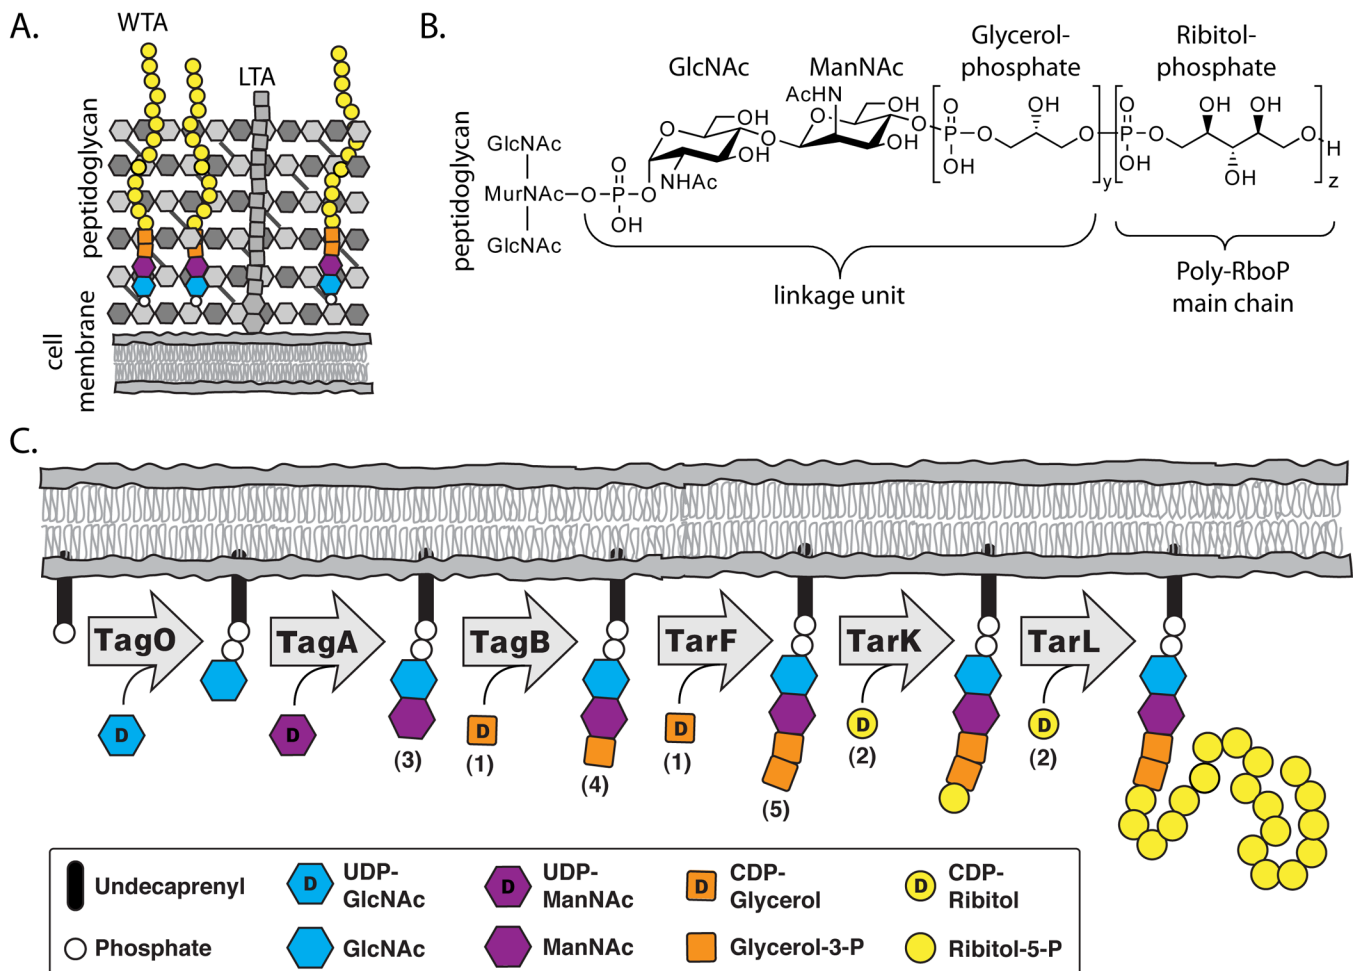 A.
WTA
LTA
peptidoglycan
cell
membrane
B.
GlcNAc
ManNAc
Glycerol-
phosphate
Ribitol-
phosphate
peptidoglycan
GlcNAc
MurNAc
GlcNAc
O
P
O
OH
O
O
OH
OH
NHAc
O
AcHN
O
OH
OH
O
O
P
OH
O
OH
O
y
O
P
OH
O
OH
OH
OH
O
H
z
linkage unit
Poly-RboP
main chain
C.
TagO
TagA
TagB
TarF
TarK
TarL
D
D
D
D
D
D
(3)
(1)
(4)
(1)
(5)
(2)
(2)
Undecaprenyl
D
UDP-
GlcNAc
D
UDP-
ManNAc
D
CDP-
Glycerol
D
CDP-
Ribitol
Phosphate
GlcNAc
ManNAc
Glycerol-3-P
Ribitol-5-P